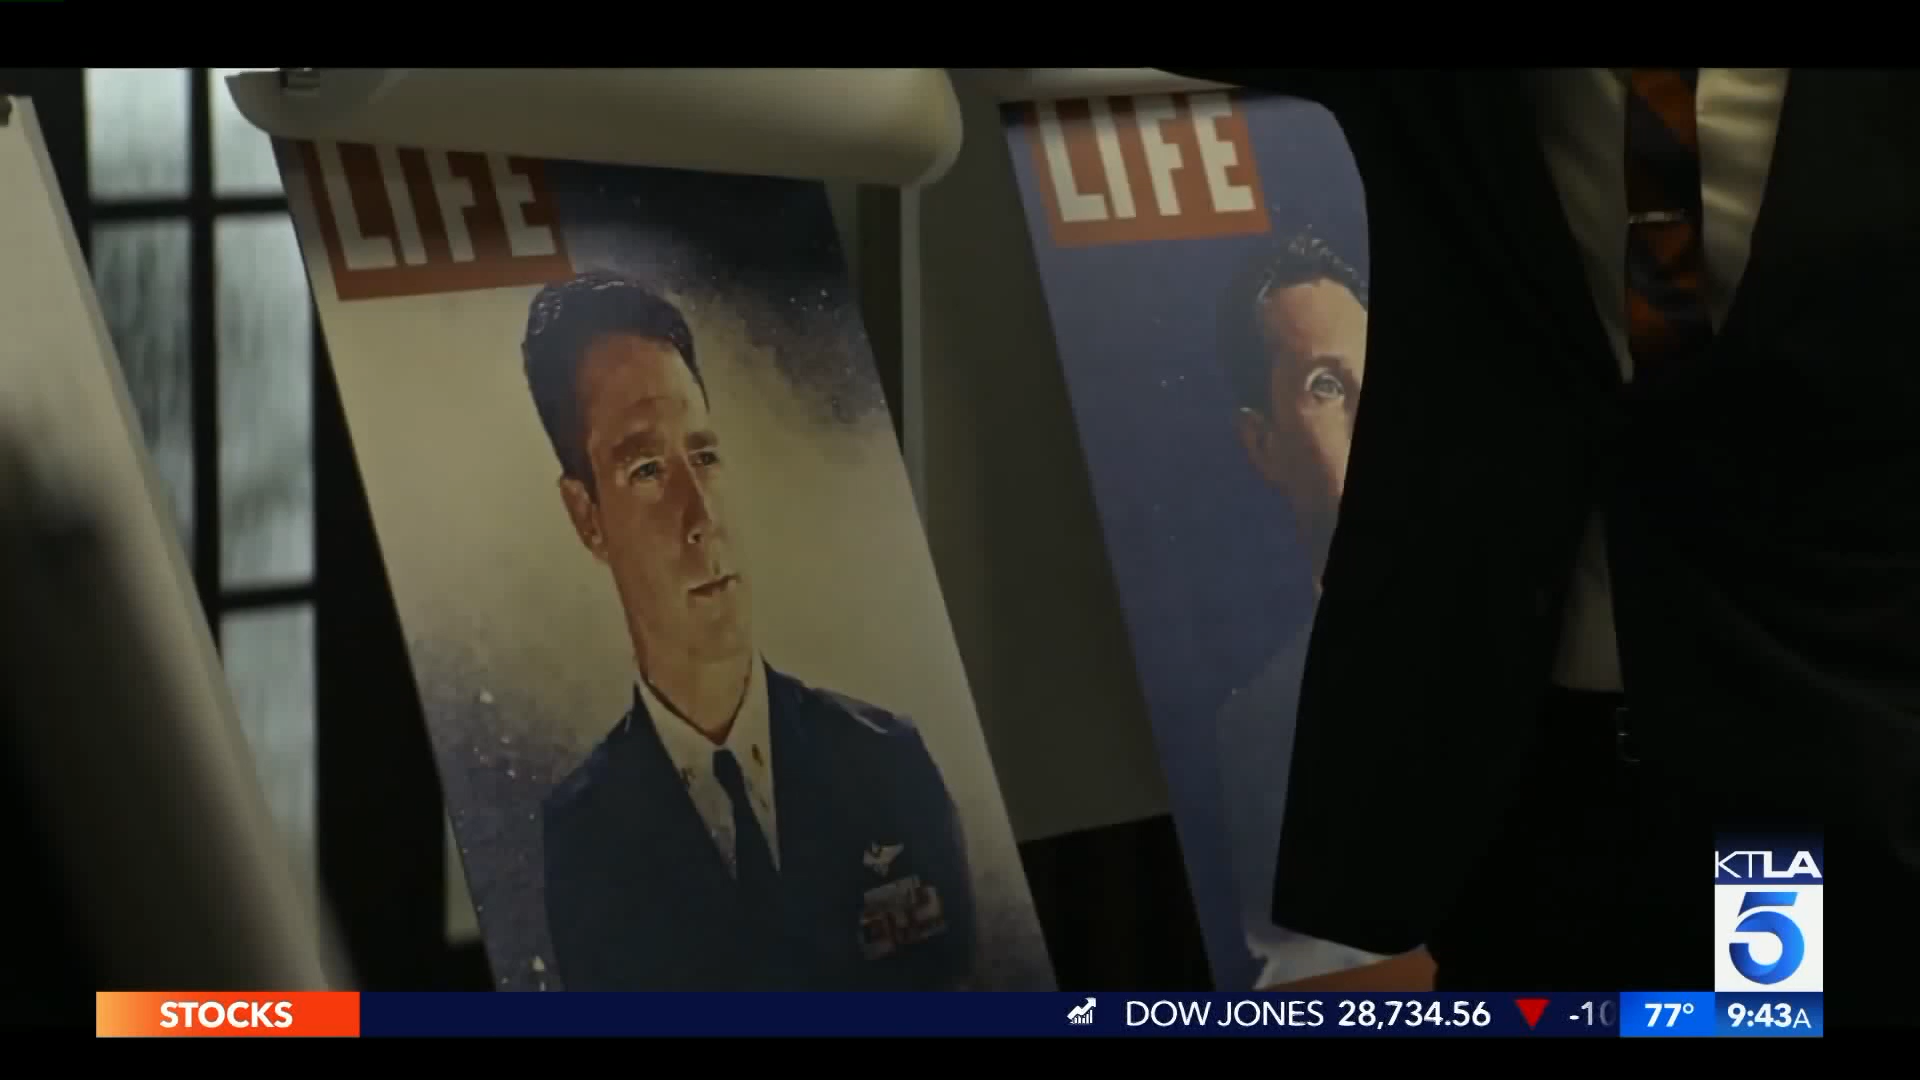 LIFE
LIFE
KTLA
5
STOCKS
DOW JONES 28,734.56
-10
77°
9:43A